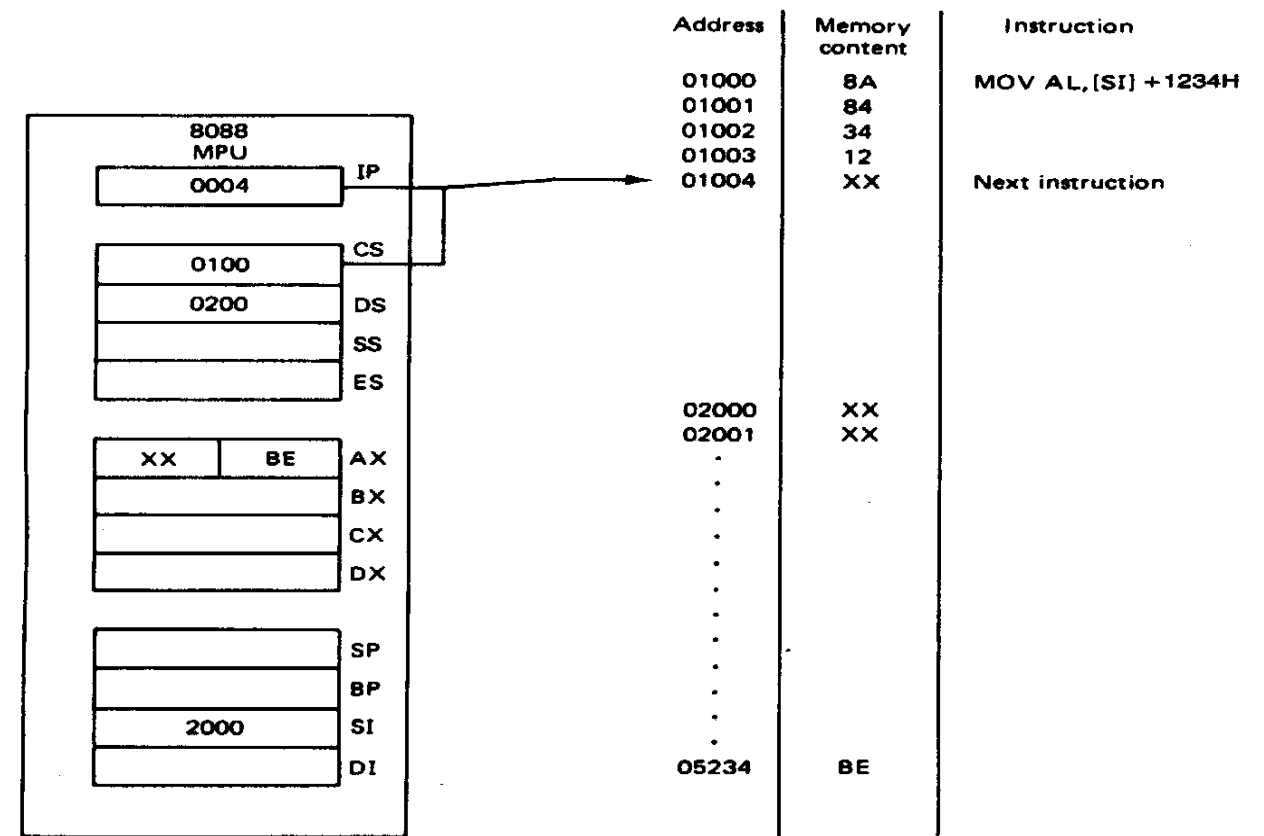 8088
MPU
0004 IP
0100 CS
0200 DS
SS
ES
XX BE AX
BX
CX
DX
SP
BP
2000 SI
DI
Address Memory content Instruction
01000 8A MOV AL, [SI] +1234H
01001 84
01002 34
01003 12
01004 XX Next instruction
02000 XX
02001 XX
05234 BE